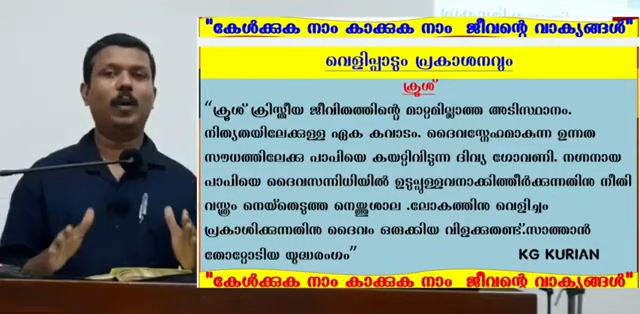 "കേൾക്കുക നാം കാക്കുക നാം ജീവന്റെ വാക്യങ്ങൾ"
വെളിപ്പാടും പ്രകാശനവും
ക്രൂശ്
“ക്രൂശ് ക്രിസ്തീയ ജീവിതത്തിന്റെ മാറ്റമില്ലാത്ത അടിസ്ഥാനം.
നിത്യതയിലേക്കുള്ള ഏക കവാടം. ദൈവസ്നേഹമാകുന്ന ഉന്നത
സൗധത്തിലേക്കു പാപിയെ കയറ്റിവിടുന്ന ദിവ്യ ഗോവണി. നഗ്നനായ
പാപിയെ ദൈവസന്നിധിയിൽ ഉടുപ്പുള്ളവനാക്കിത്തീർക്കുന്നതിനു നീതി
വസ്ത്രം നെയ്തെടുത്ത നെയ്ത്തുശാല .ലോകത്തിനു വെളിച്ചം
പ്രകാശിക്കുന്നതിനു ദൈവം ഒരുക്കിയ വിളക്കുതണ്ട്.സാത്താൻ
തോറ്റോടിയ യുദ്ധരംഗം” KG KURIAN
"കേൾക്കുക നാം കാക്കുക നാം ജീവന്റെ വാക്യങ്ങൾ"